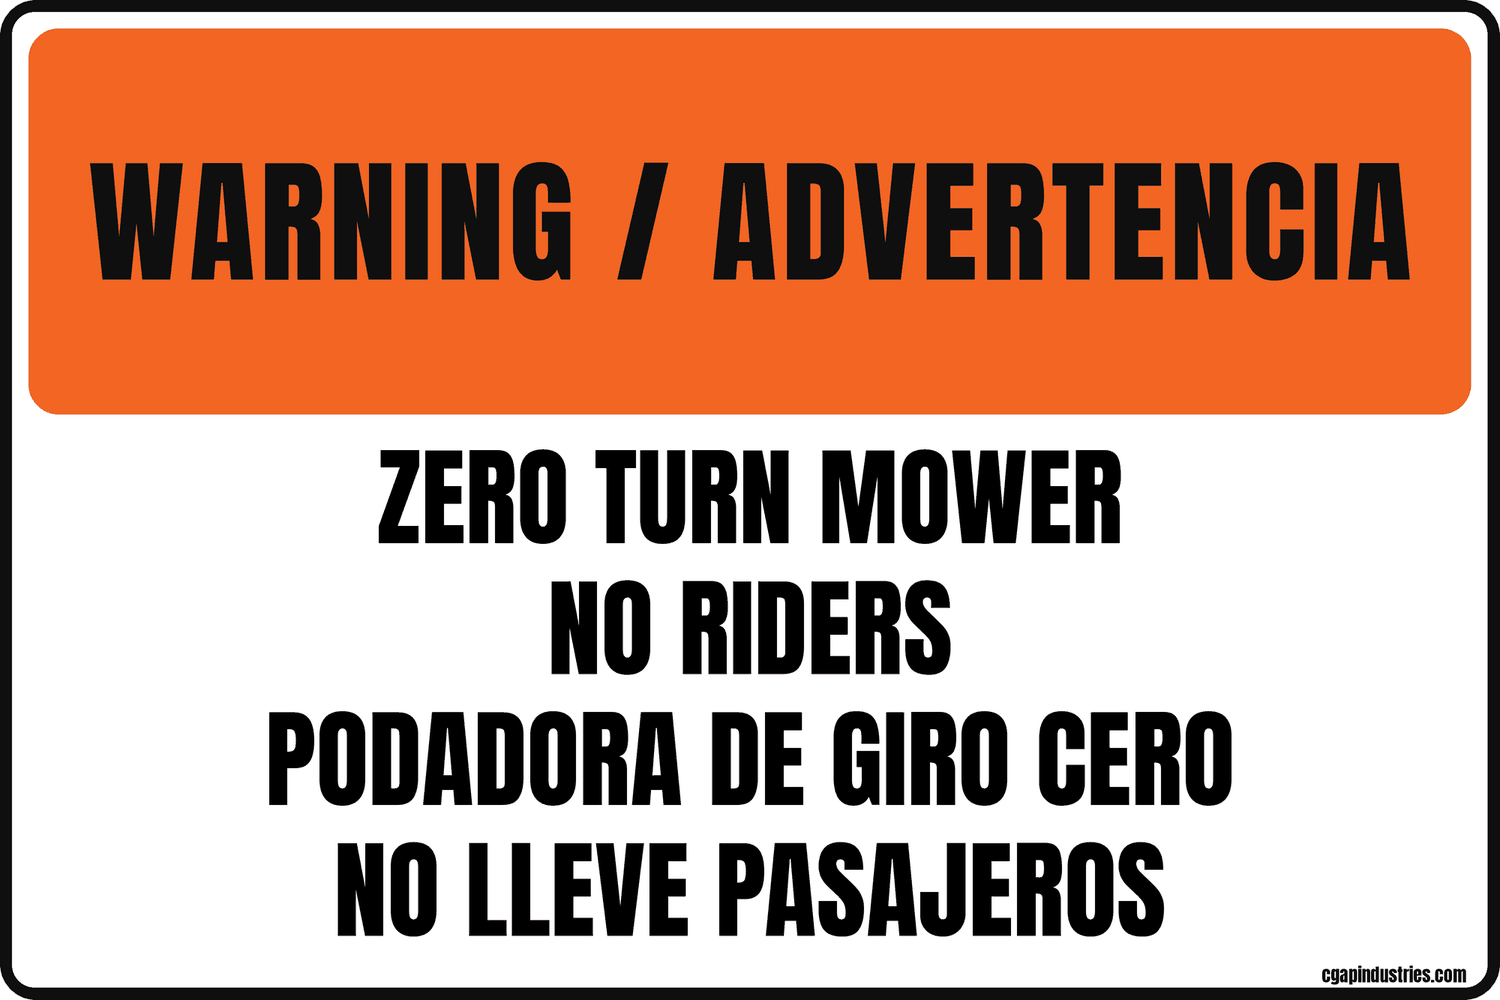 WARNING / ADVERTENCIA
ZERO TURN MOWER
NO RIDERS
PODADORA DE GIRO CERO
NO LLEVE PASAJEROS
cgapindustries.com